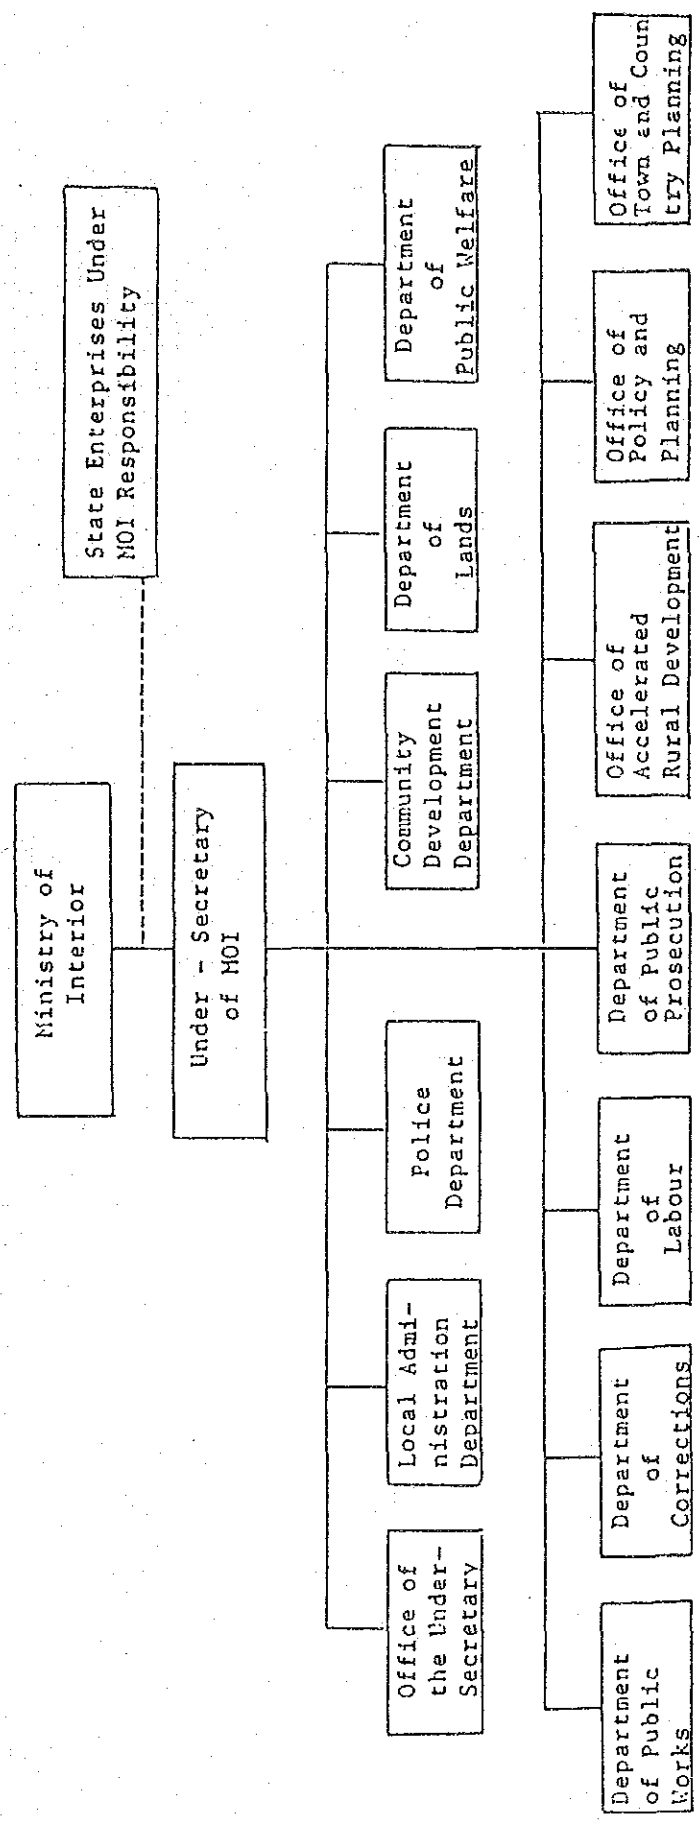 Ministry of
Interior
State Enterprises Under
MOI Responsibility
Under - Secretary
of MOI
Office of
the Under-
Secretary
Local Admi-
nistration
Department
Police
Department
Community
Development
Department
Department
of
Lands
Department
of
Public Welfare
Department
of Public
Works
Department
of
Corrections
Department
of
Labour
Department
of Public
Prosecution
Office of
Accelerated
Rural Development
Office of
Policy and
Planning
Office of
Town and Coun
try Planning